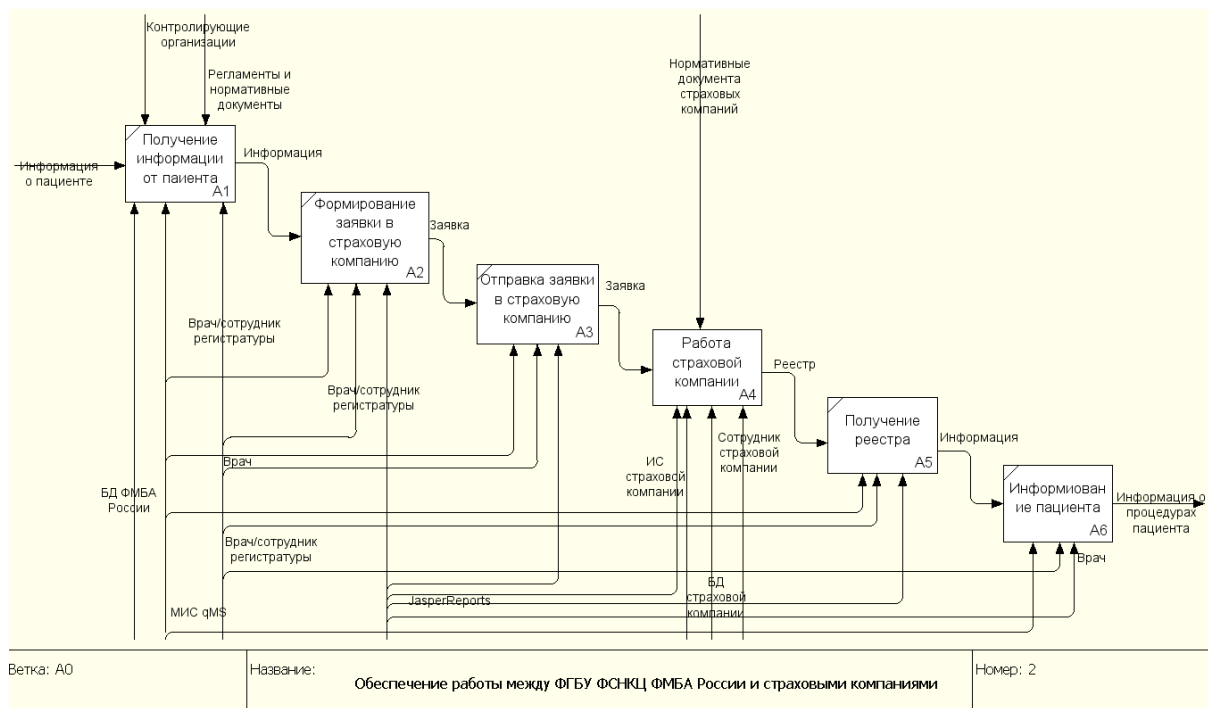 Контролирующие
организации
Регламенты и
нормативные
документы
Нормативные
документа
страховых
компаний
Информация
о пациенте
Получение
информации
от паиента
A1
Информация
Формирование
заявки в
страховую
компанию
A2
Заявка
Отправка заявки
в страховую
компанию
A3
Заявка
Работа
страховой
компании
A4
Реестр
Получение
реестра
A5
Информация
Информиован
ие пациента
A6
Информация о
процедурах
пациента
Врач/сотрудник
регистратуры
Врач/сотрудник
регистратуры
Врач
БД ФМБА
России
ИС
страховой
компании
Сотрудник
страховой
компании
Врач/сотрудник
регистратуры
Врач
БД
страховой
компании
JasperReports
МИС qMS
Ветка: A0
Название:
Обеспечение работы между ФГБУ ФСНКЦ ФМБА России и страховыми компаниями
Номер: 2